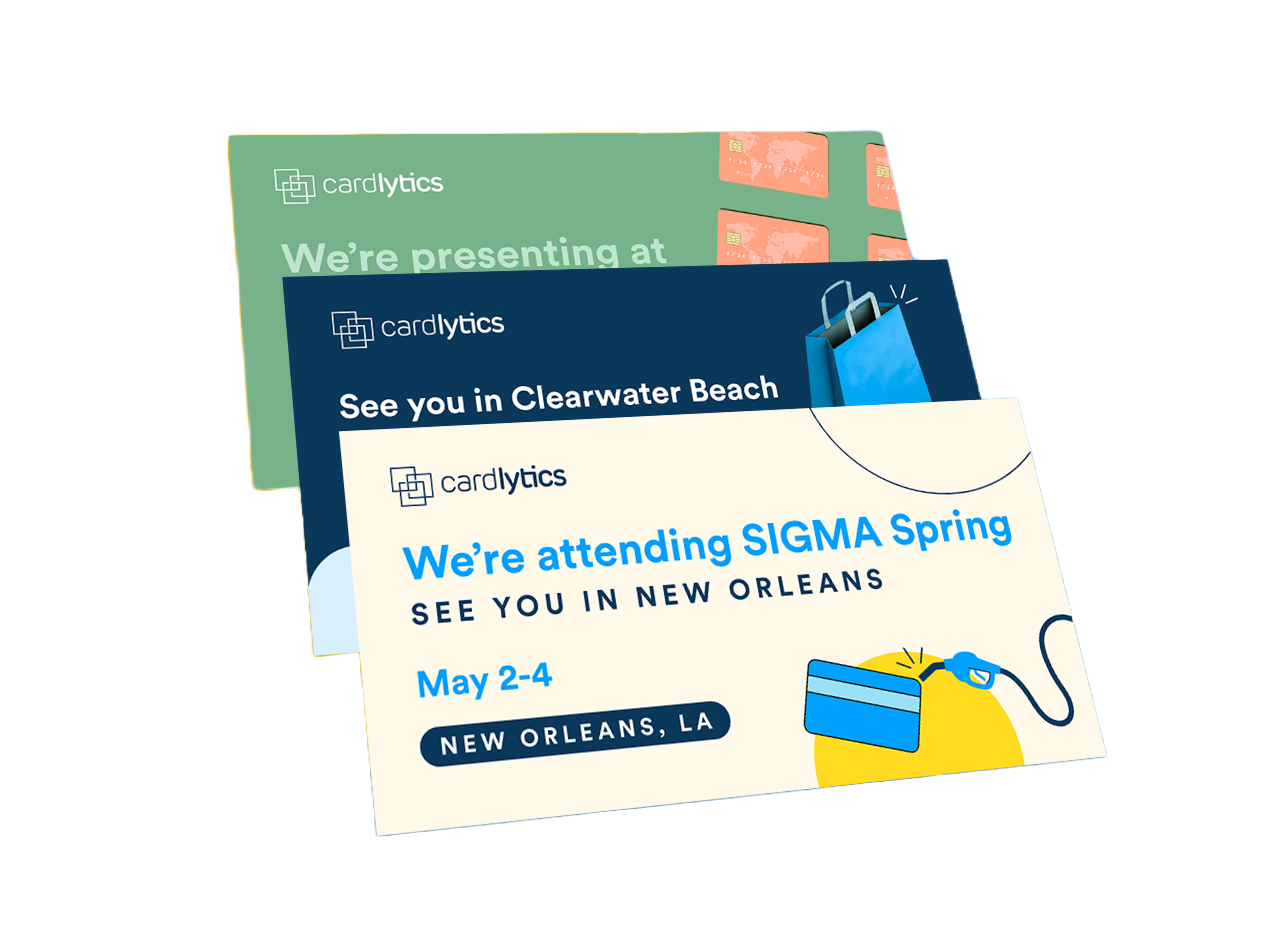 cardlytics
We're presenting at
cardlytics
See you in Clearwater Beach
cardlytics
We're attending SIGMA Spring
SEE YOU IN NEW ORLEANS
May 2-4
NEW ORLEANS, LA